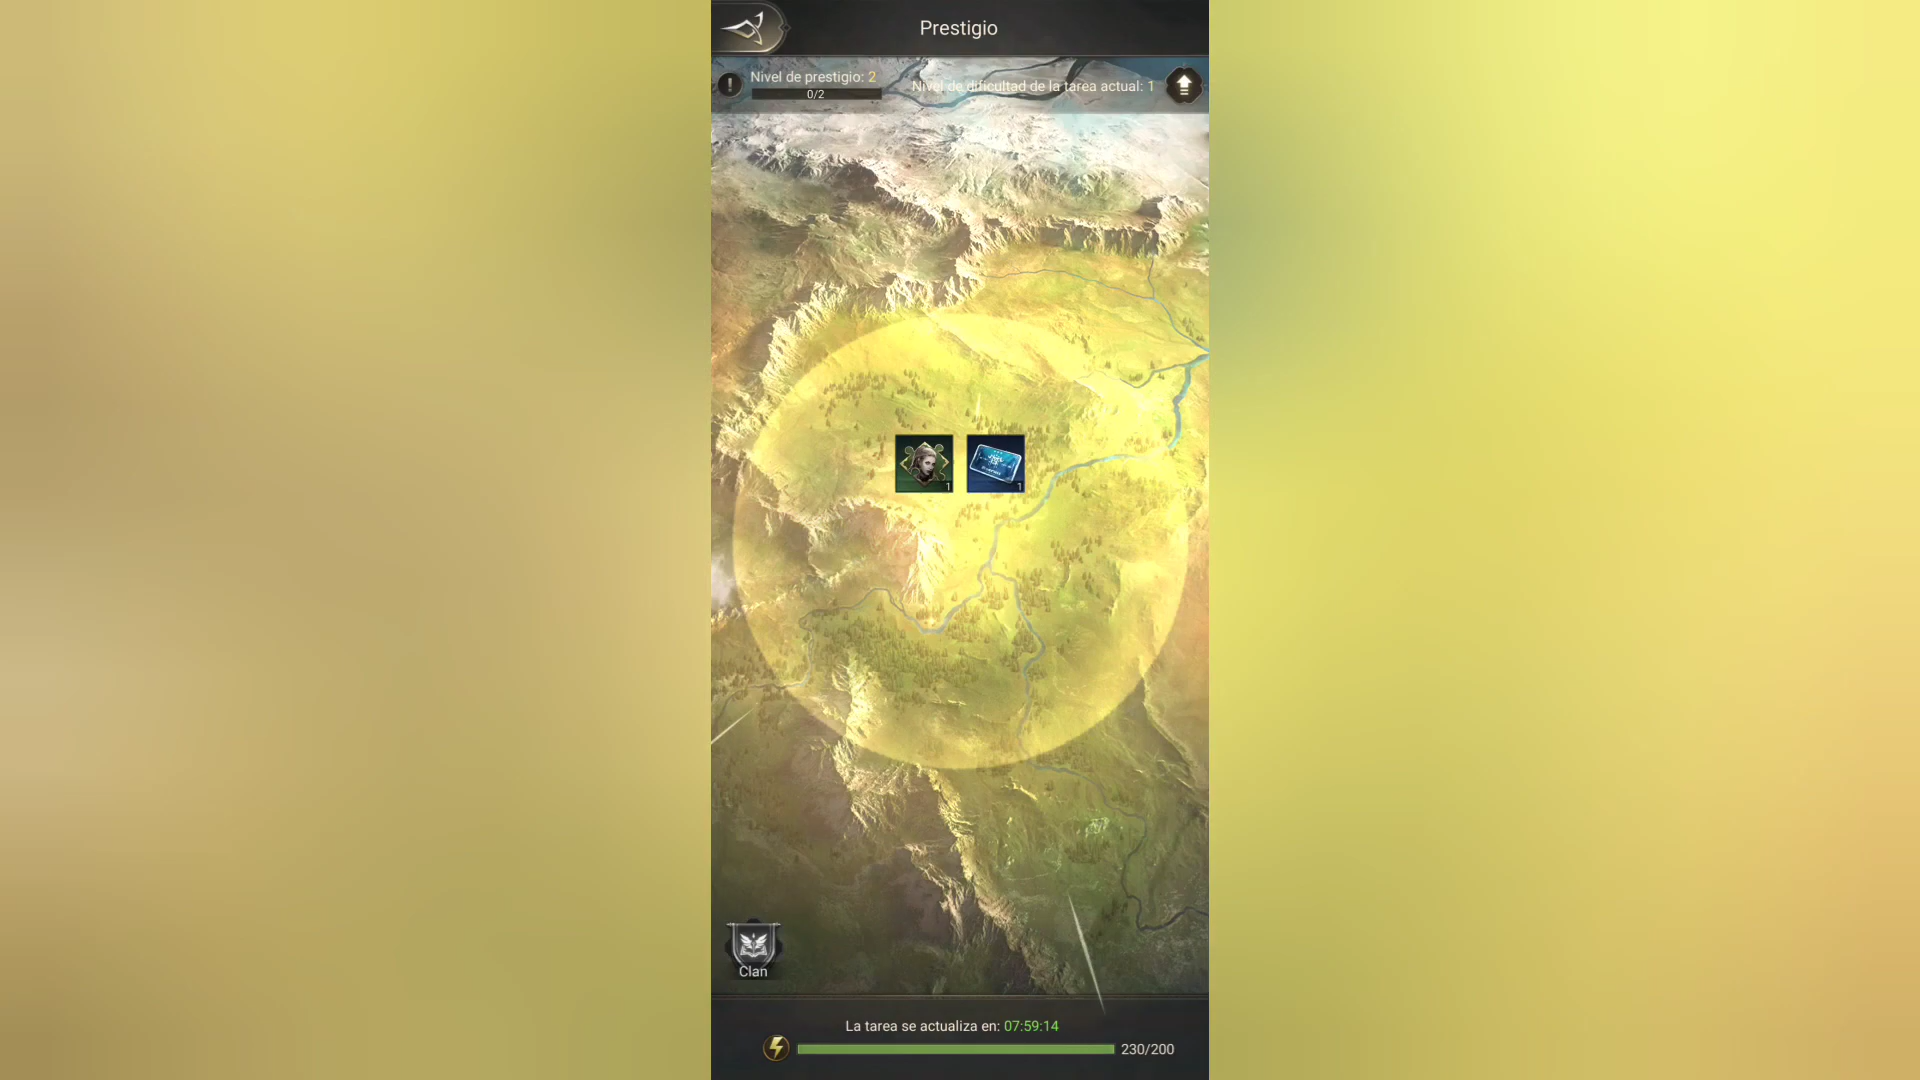 Prestigio
Nivel de prestigio: 2
0/2
Nivel de dificultad de la tarea actual: 1
1
1
Clan
La tarea se actualiza en: 07:59:14
230/200